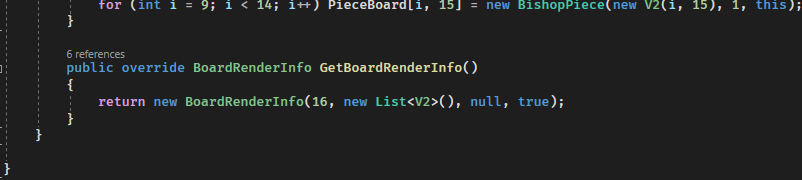 for (int i = 9; i < 14; i++) PieceBoard[i, 15] = new BishopPiece(new V2(i, 15), 1, this);
}
6 references
public override BoardRenderInfo GetBoardRenderInfo()
{
return new BoardRenderInfo(16, new List<V2>(), null, true);
}
}
}